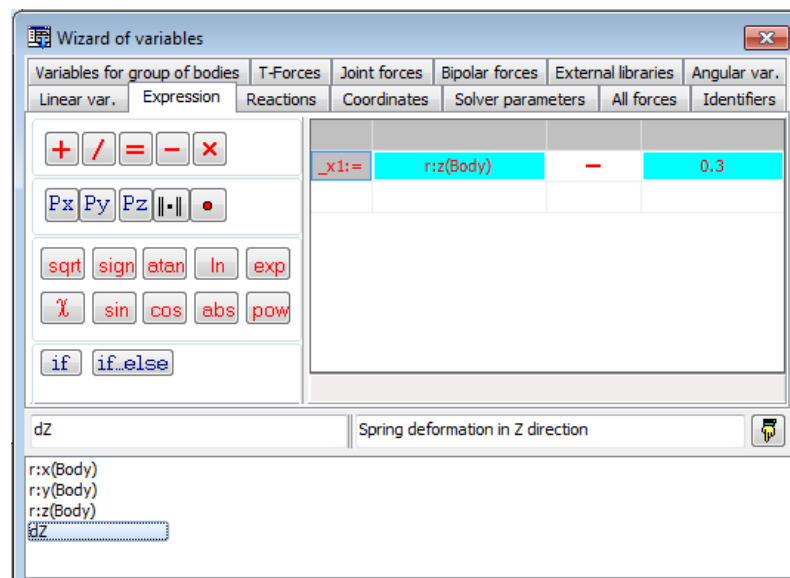 Wizard of variables
Variables for group of bodies T-Forces Joint forces Bipolar forces External libraries Angular var.
Linear var. Expression Reactions Coordinates Solver parameters All forces Identifiers
+ / = − ×
_x1:= r:z(Body) − 0.3
Px Py Pz ‖•‖ •
sqrt sign atan ln exp
χ sin cos abs pow
if if…else
dZ Spring deformation in Z direction
r:x(Body)
r:y(Body)
r:z(Body)
dZ